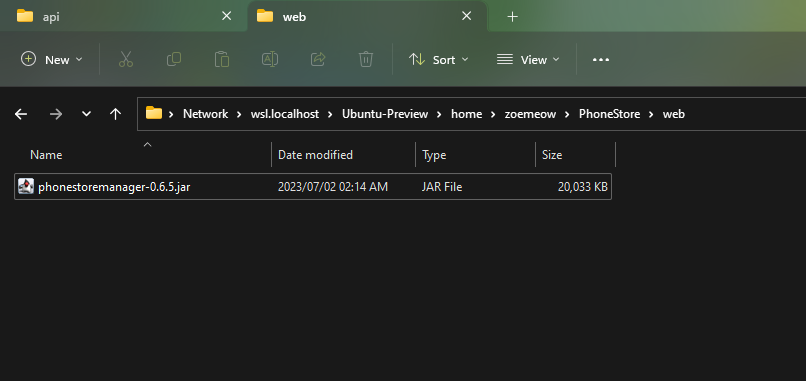 api
web
New
Sort
View
Network
wsl.localhost
Ubuntu-Preview
home
zoemeow
PhoneStore
web
Name
Date modified
Type
Size
phonestoremanager-0.6.5.jar
2023/07/02 02:14 AM
JAR File
20,033 KB